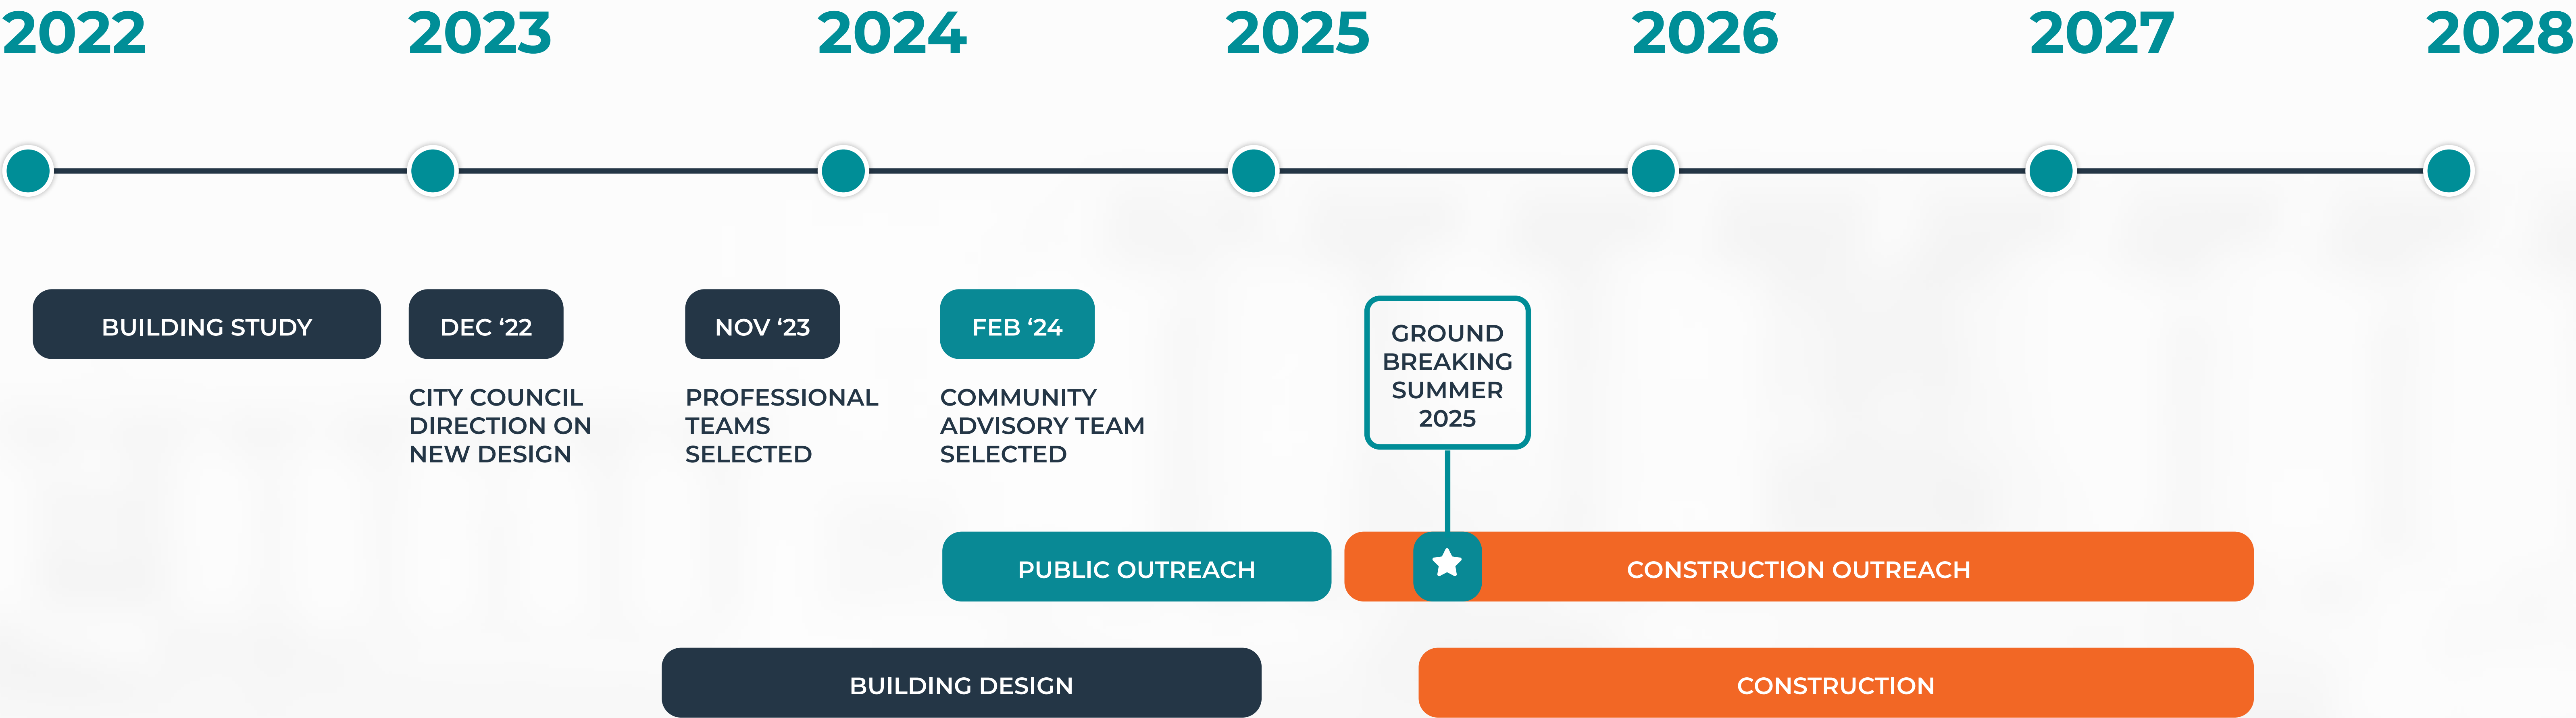 2022 2023 2024 2025 2026 2027 2028
BUILDING STUDY
DEC ‘22
CITY COUNCIL
DIRECTION ON
NEW DESIGN
NOV ‘23
PROFESSIONAL
TEAMS
SELECTED
FEB ‘24
COMMUNITY
ADVISORY TEAM
SELECTED
GROUND
BREAKING
SUMMER
2025
PUBLIC OUTREACH
CONSTRUCTION OUTREACH
BUILDING DESIGN
CONSTRUCTION